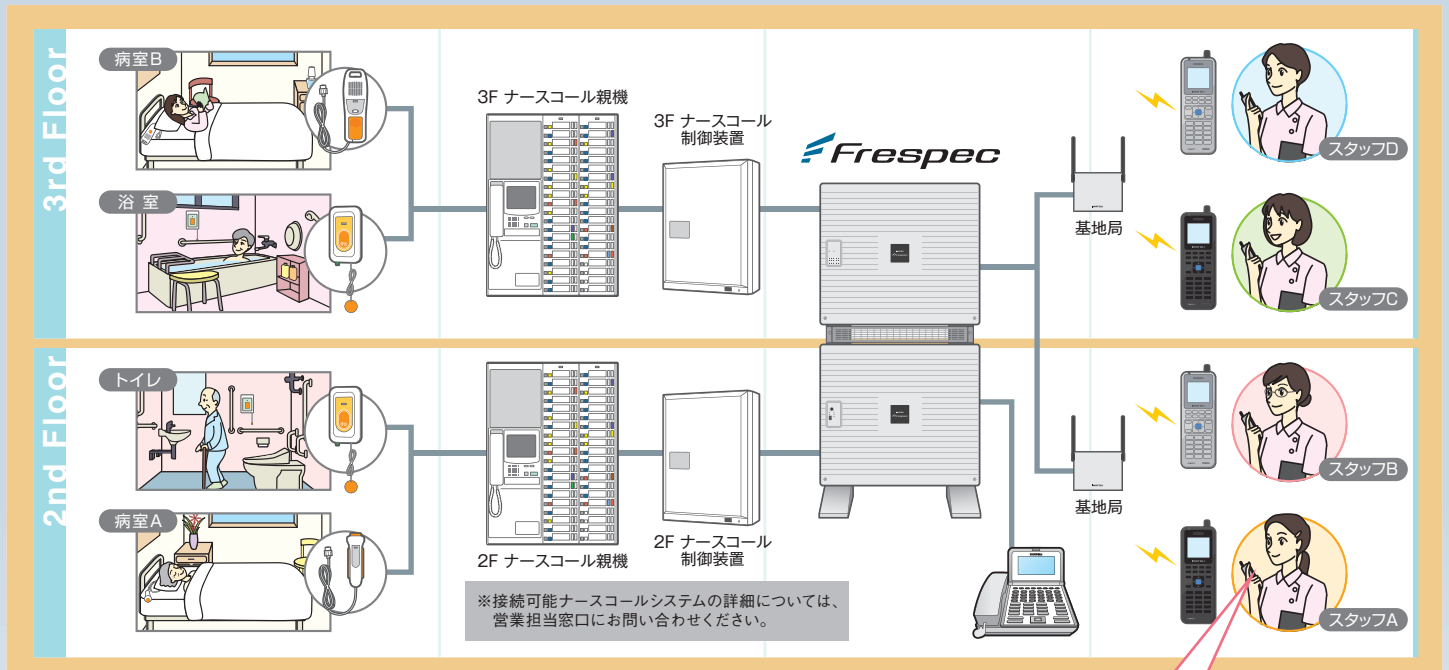 3rd Floor
病室B
浴 室
3F ナースコール親機
3F ナースコール
制御装置
Frespec
基地局
スタッフD
スタッフC
2nd Floor
トイレ
病室A
2F ナースコール親機
2F ナースコール
制御装置
※接続可能ナースコールシステムの詳細については、
営業担当窓口にお問い合わせください。
Frespec
Frespec
基地局
スタッフB
スタッフA